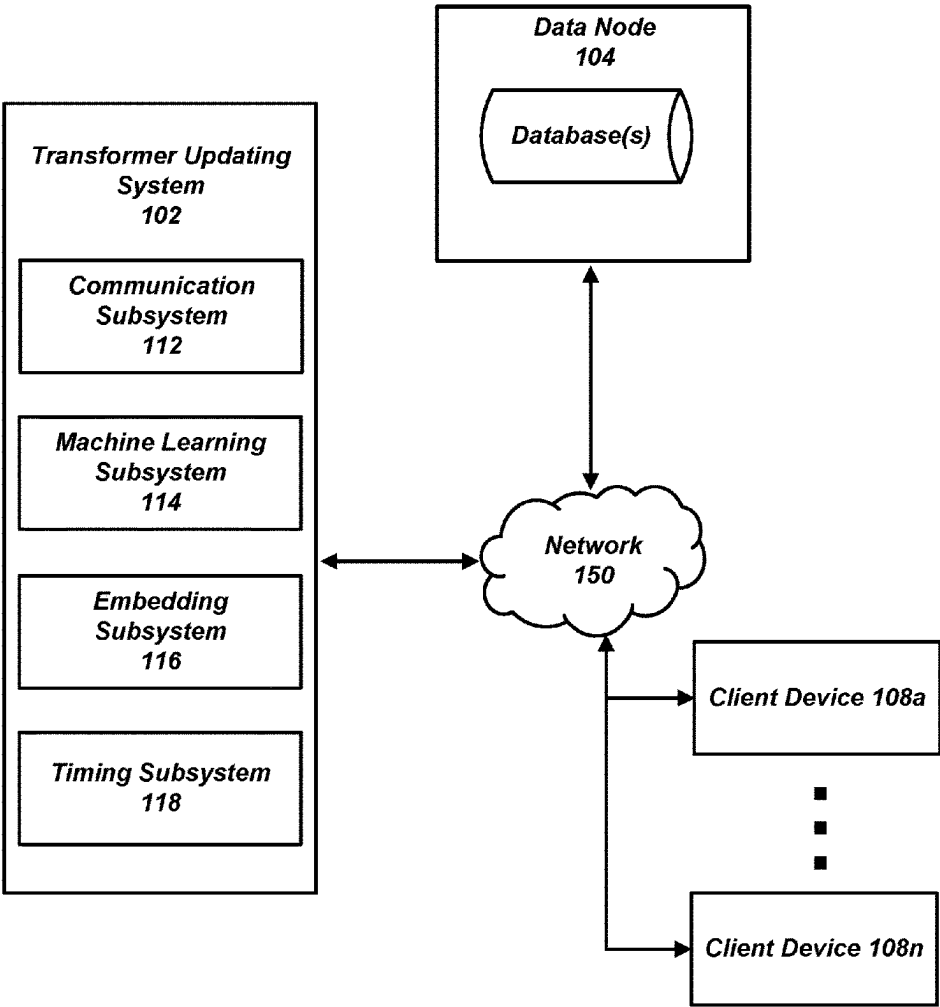 Data Node
104
Database(s)
Transformer Updating
System
102
Communication
Subsystem
112
Machine Learning
Subsystem
114
Embedding
Subsystem
116
Timing Subsystem
118
Network
150
Client Device 108a
Client Device 108n